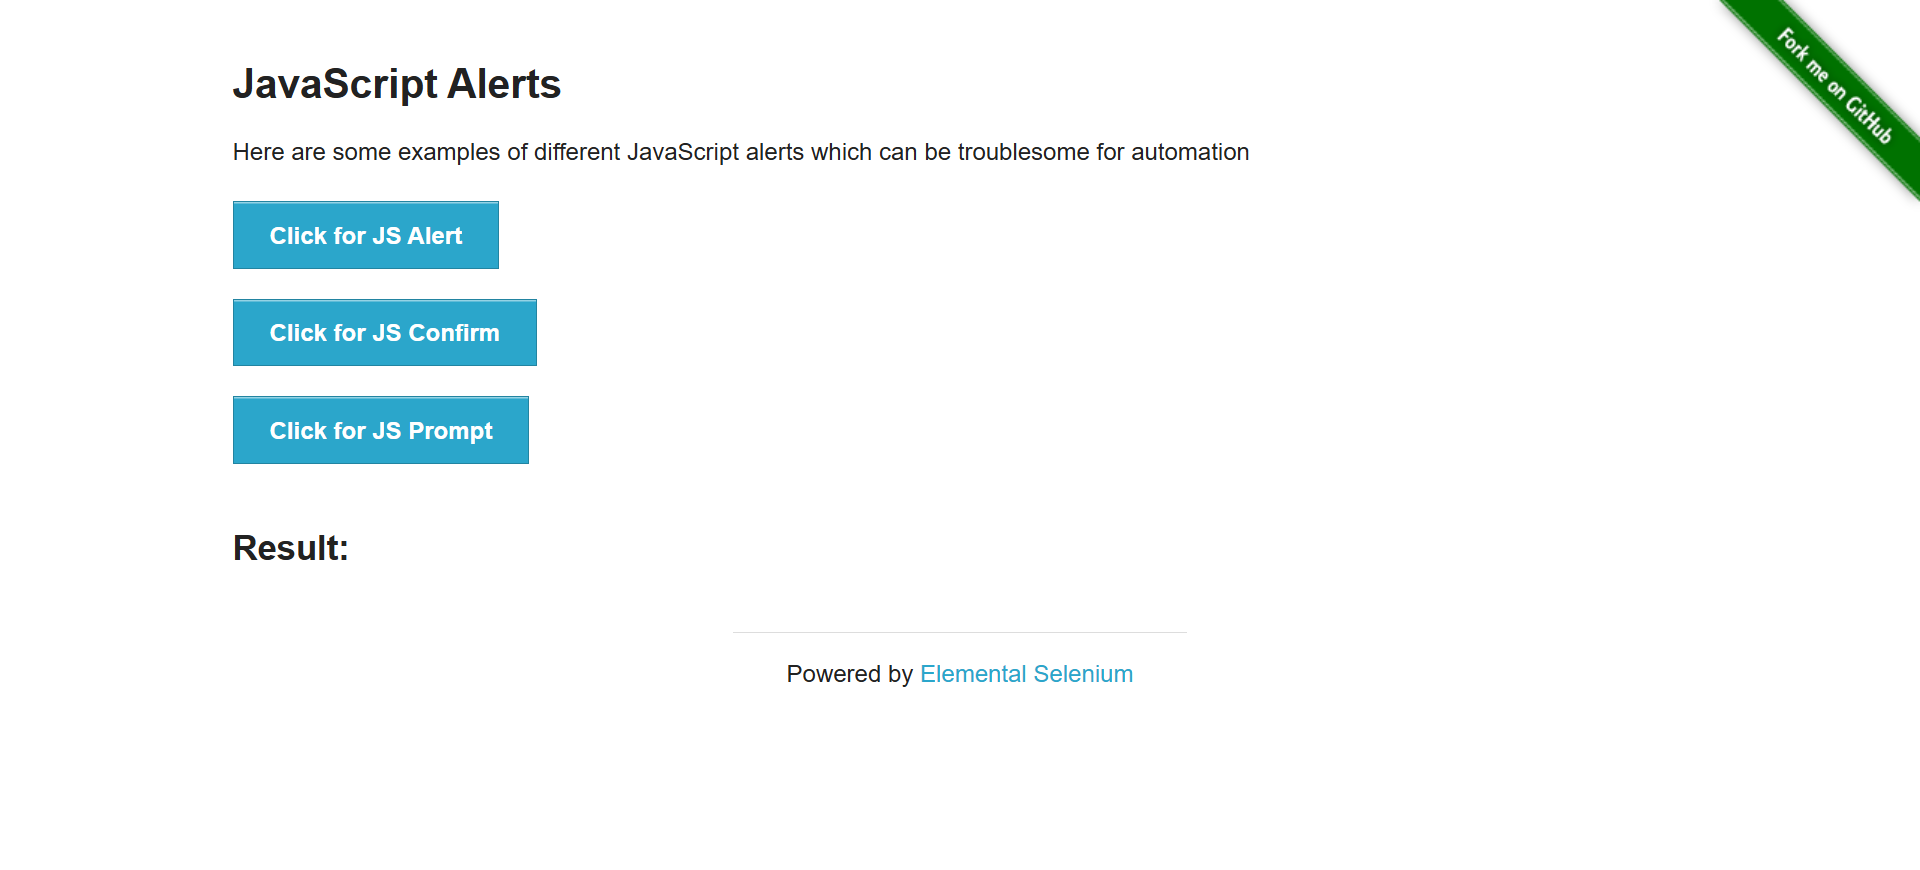 Fork me on GitHub
JavaScript Alerts
Here are some examples of different JavaScript alerts which can be troublesome for automation
Click for JS Alert
Click for JS Confirm
Click for JS Prompt
Result:
Powered by Elemental Selenium